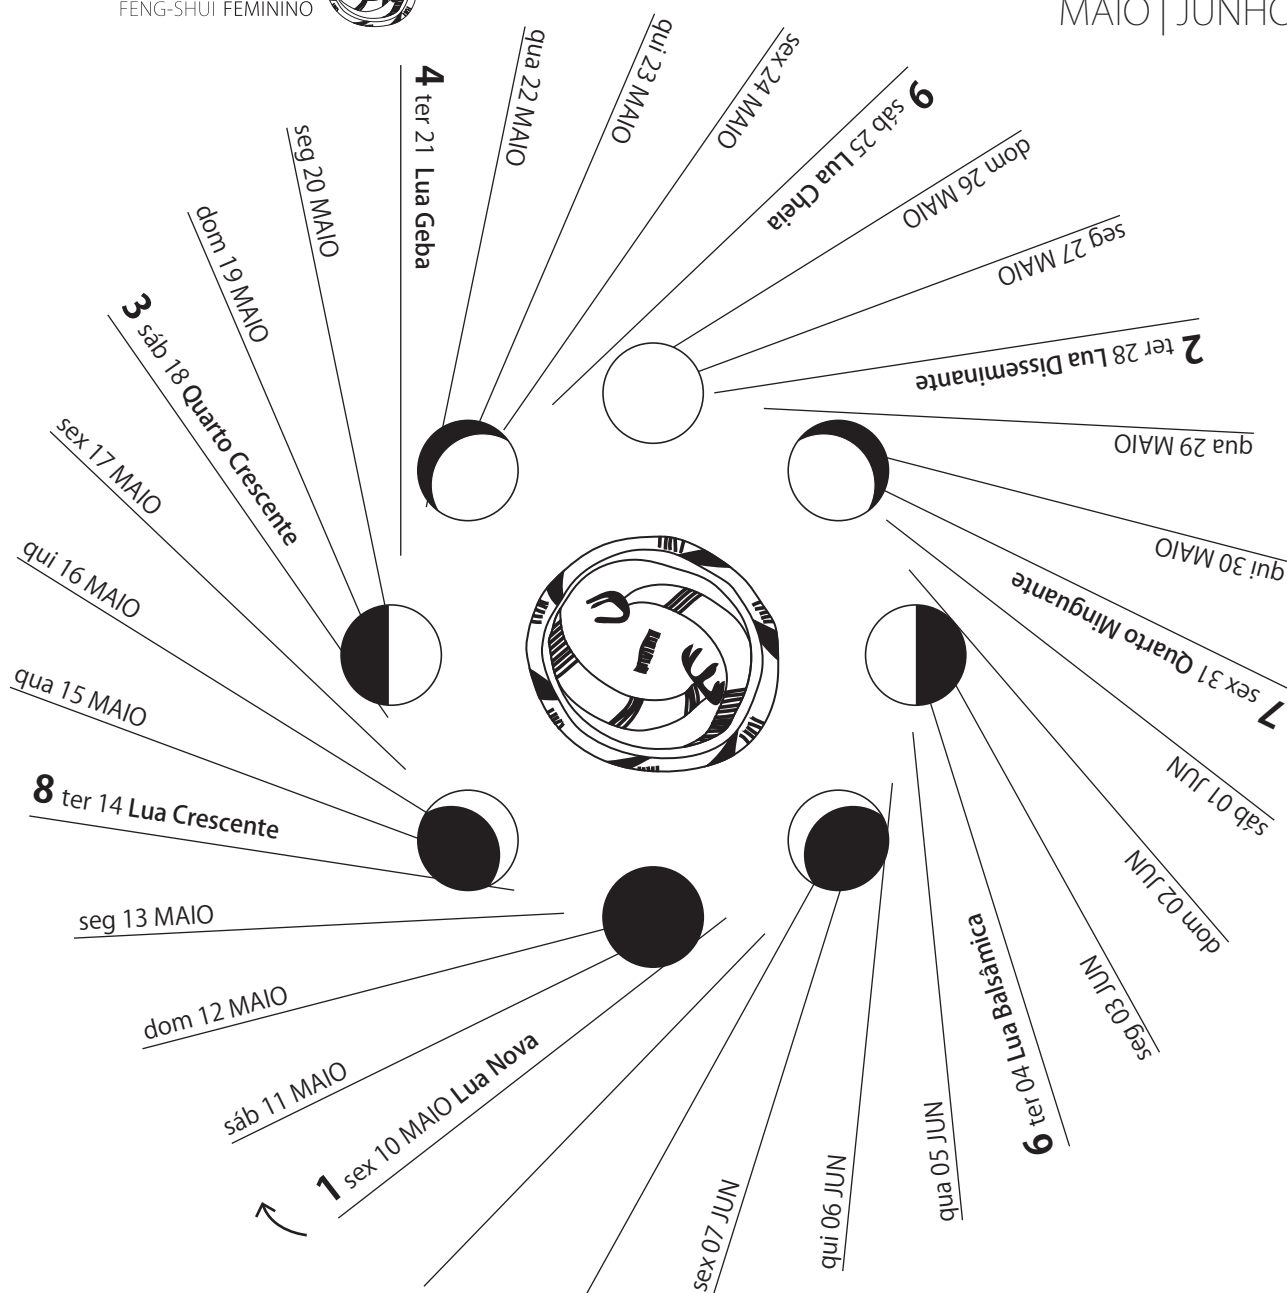 FENG-SHUI FEMININO
MAIO | JUNHO
1 sex 10 MAIO Lua Nova
sáb 11 MAIO
dom 12 MAIO
seg 13 MAIO
8 ter 14 Lua Crescente
qua 15 MAIO
qui 16 MAIO
sex 17 MAIO
3 sáb 18 Quarto Crescente
dom 19 MAIO
seg 20 MAIO
4 ter 21 Lua Geba
qua 22 MAIO
qui 23 MAIO
sex 24 MAIO
9 sáb 25 Lua Cheia
dom 26 MAIO
seg 27 MAIO
2 ter 28 Lua Disseminante
qua 29 MAIO
qui 30 MAIO
7 sex 31 Quarto Minguante
sáb 01 JUN
dom 02 JUN
seg 03 JUN
6 ter 04 Lua Balsâmica
qua 05 JUN
qui 06 JUN
sex 07 JUN